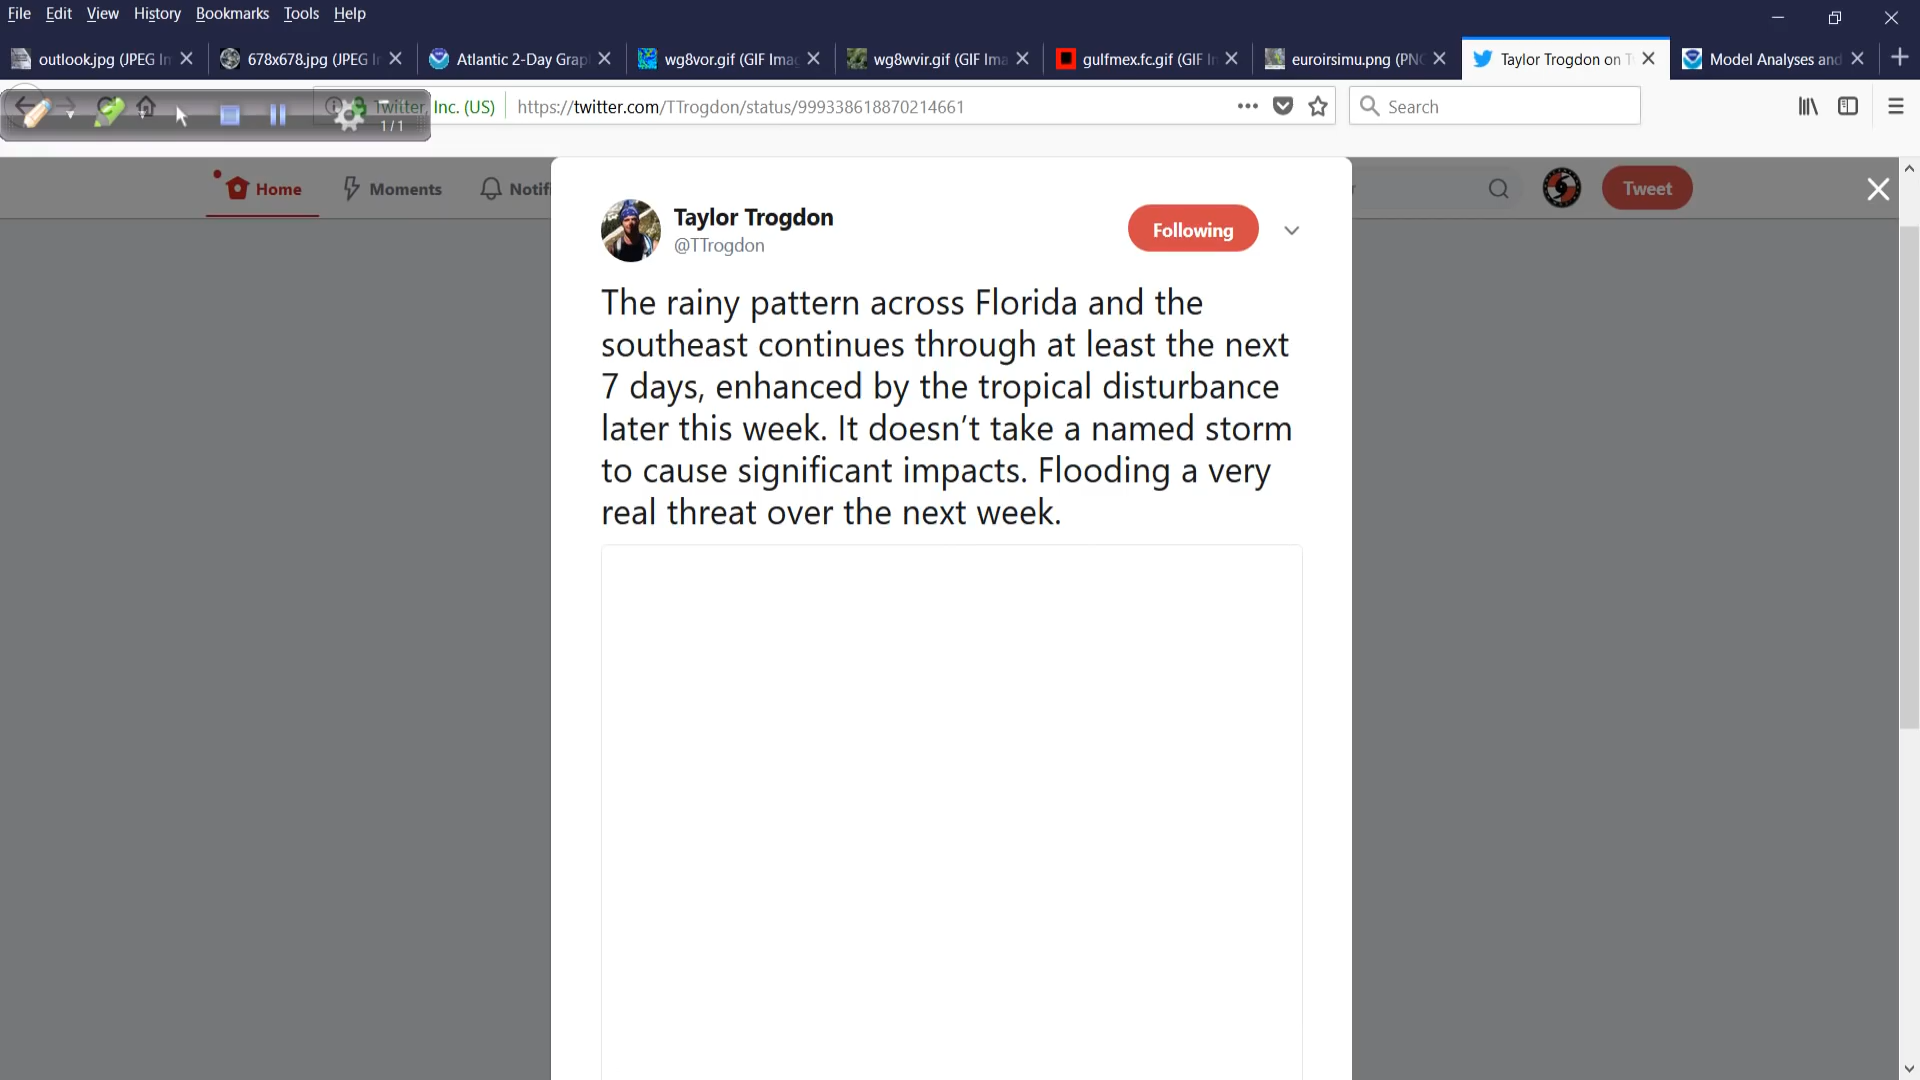 File Edit View History Bookmarks Tools Help
outlook.jpg (JPEG In
678x678.jpg (JPEG I
Atlantic 2-Day Grap
wg8vor.gif (GIF Imag
wg8wvir.gif (GIF Ima
gulfmex.fc.gif (GIF I
euroirsimu.png (PNG
Taylor Trogdon on T
Model Analyses and
Twitter, Inc. (US) https://twitter.com/TTrogdon/status/999338618870214661 Search
1/1
Home Moments Notif Tweet
Taylor Trogdon
@TTrogdon
Following
The rainy pattern across Florida and the
southeast continues through at least the next
7 days, enhanced by the tropical disturbance
later this week. It doesn't take a named storm
to cause significant impacts. Flooding a very
real threat over the next week.